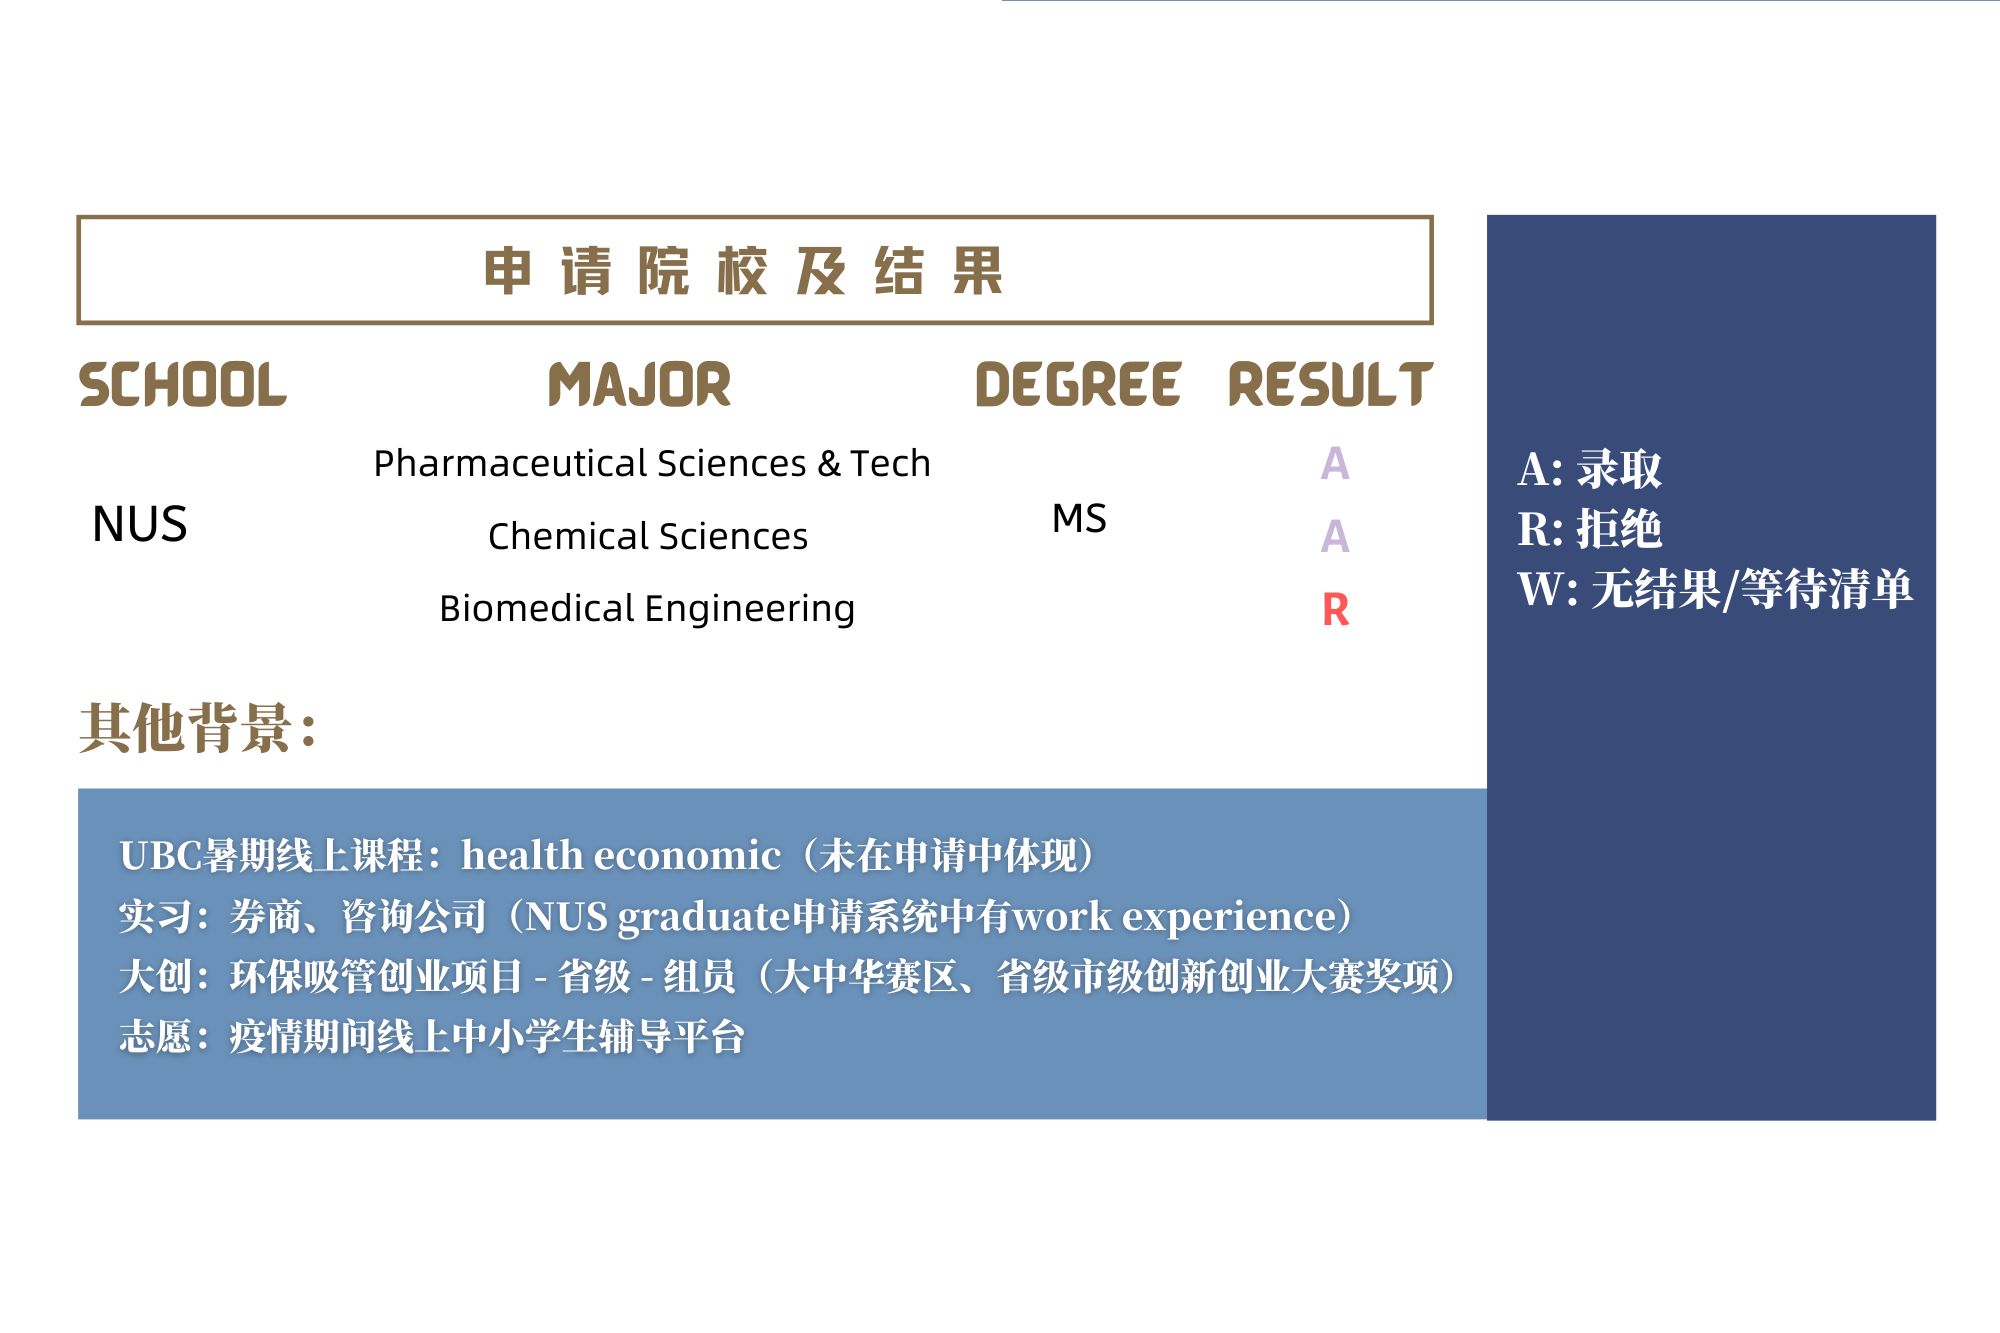 申请院校及结果
SCHOOL MAJOR DEGREE RESULT
Pharmaceutical Sciences & Tech A
NUS MS
Chemical Sciences A
Biomedical Engineering R
A: 录取
R: 拒绝
W: 无结果/等待清单
其他背景：
UBC暑期线上课程：health economic（未在申请中体现）
实习：券商、咨询公司（NUS graduate申请系统中有work experience）
大创：环保吸管创业项目 - 省级 - 组员（大中华赛区、省级市级创新创业大赛奖项）
志愿：疫情期间线上中小学生辅导平台